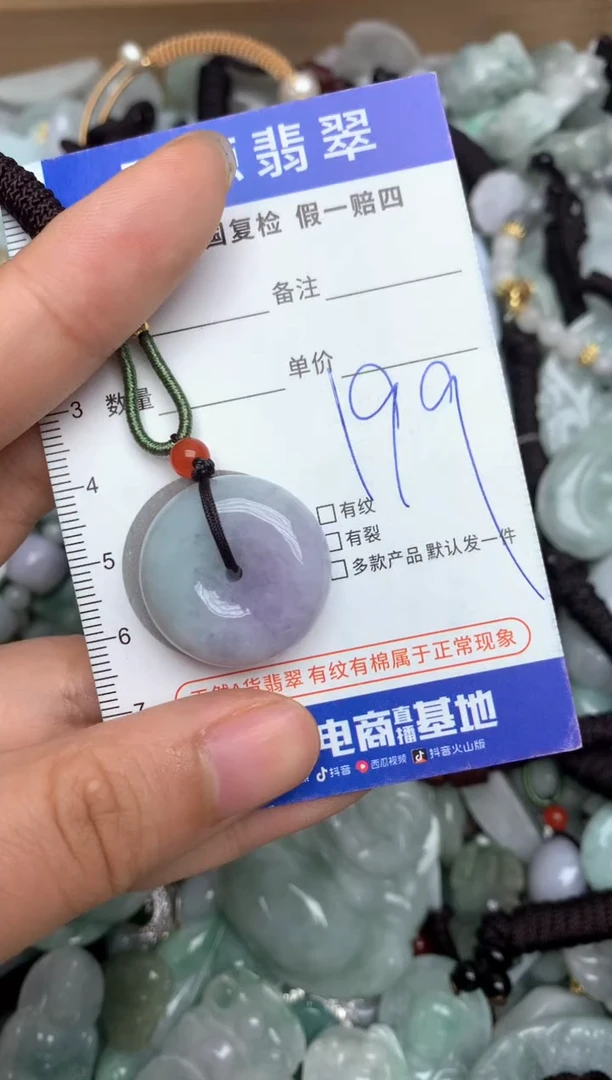 翡翠
国复检 假一赔四
备注
单价 199
数量
3
4
5
6
7
有纹
有裂
多款产品 默认发一件
天然A货翡翠 有纹有棉属于正常现象
电商直播基地
抖音 西瓜视频 抖音火山版